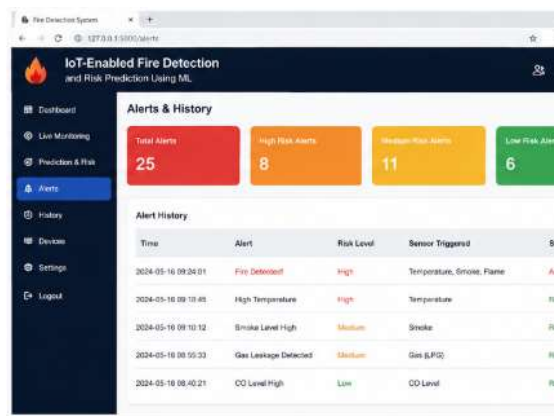 Fire Detection System
127.0.0.1:5000/alerts
IoT-Enabled Fire Detection
and Risk Prediction Using ML
Dashboard
Live Monitoring
Prediction & Risk
Alerts
History
Devices
Settings
Logout
Alerts & History
Total Alerts
25
High Risk Alerts
8
Medium Risk Alerts
11
Low Risk Aler
6
Alert History
Time Alert Risk Level Sensor Triggered S
2024-05-16 09:24:01 Fire Detected! High Temperature, Smoke, Flame A
2024-05-16 09:18:45 High Temperature High Temperature R
2024-05-16 09:10:12 Smoke Level High Medium Smoke R
2024-05-16 08:55:33 Gas Leakage Detected Medium Gas (LPG) R
2024-05-16 08:40:21 CO Level High Low CO Level R